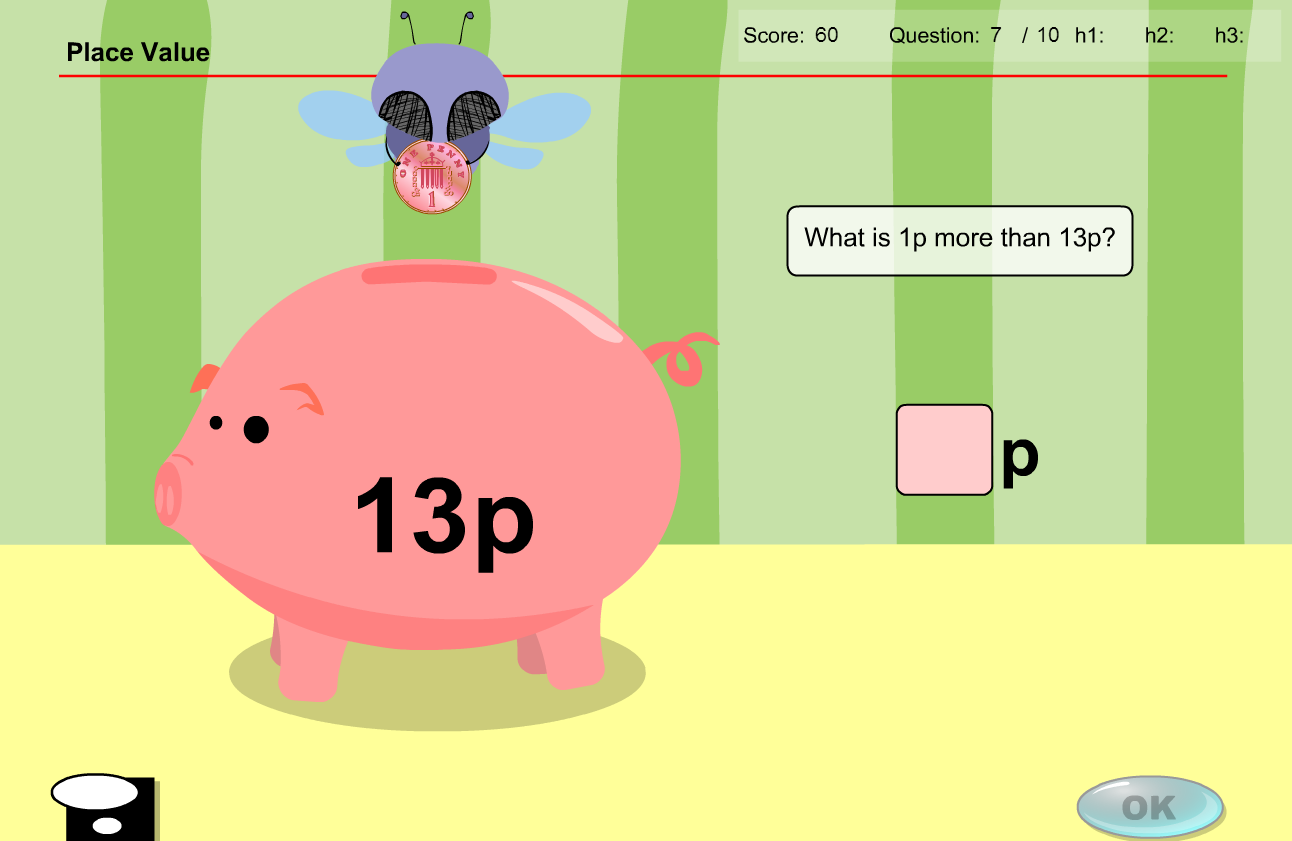 Place Value
Score: 60 Question: 7 / 10 h1: h2: h3:
ONE PENNY
1
What is 1p more than 13p?
p
13p
OK